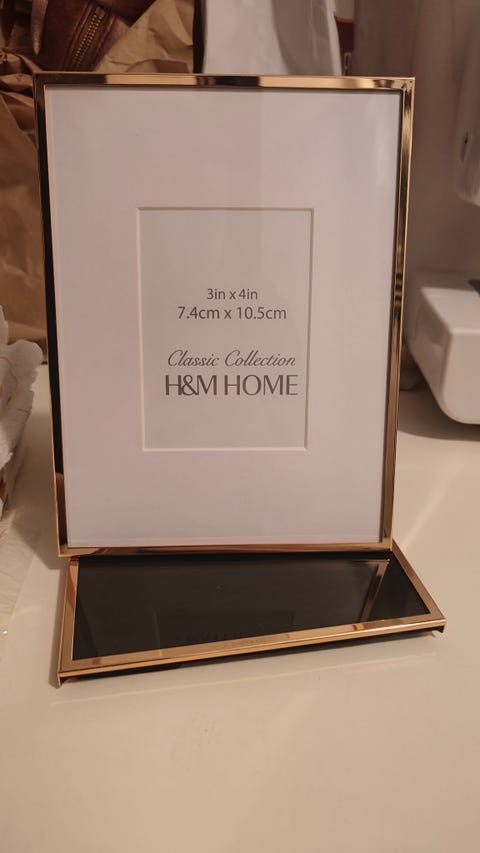 3in x 4in
7.4cm x 10.5cm
Classic Collection
H&M HOME